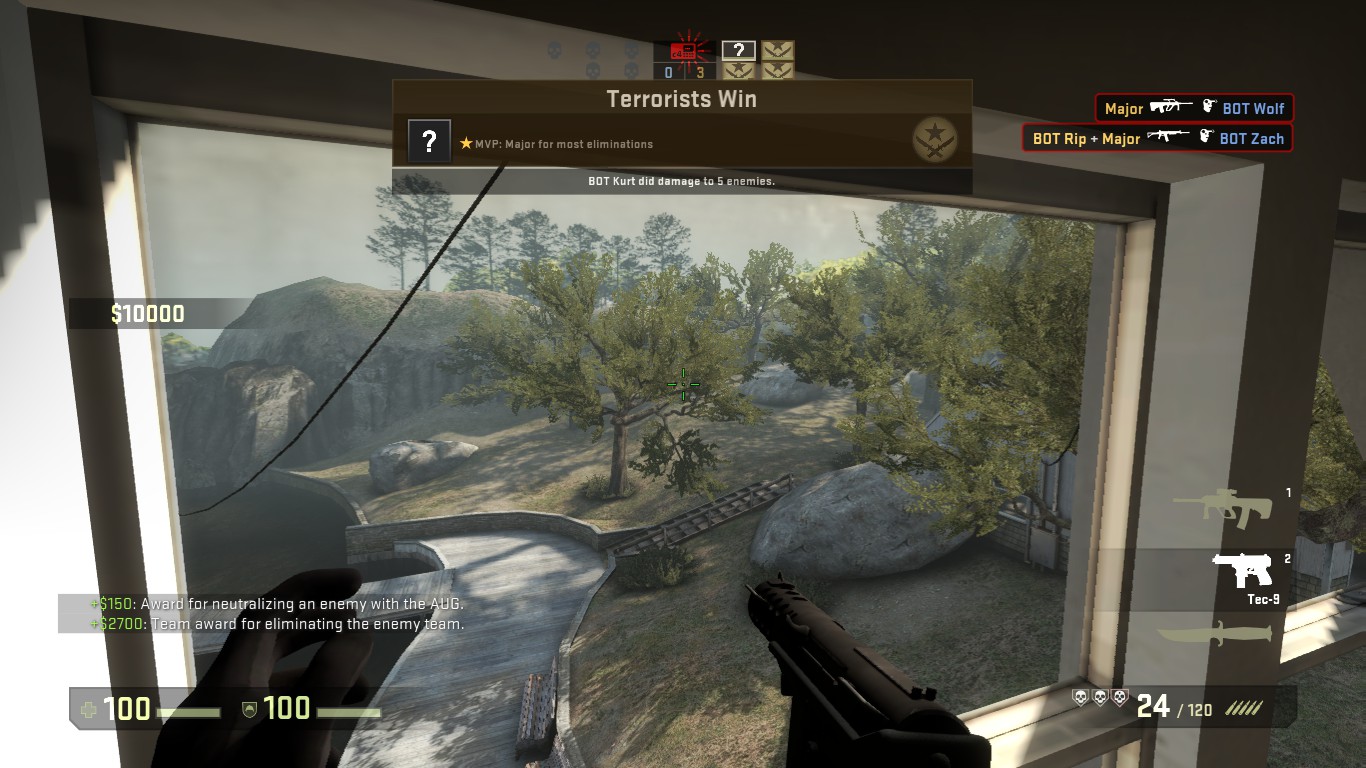 ?
0 3
Terrorists Win
?
MVP: Major for most eliminations
BOT Kurt did damage to 5 enemies.
Major BOT Wolf
BOT Rip + Major BOT Zach
$10000
1
2
Tec-9
+$150: Award for neutralizing an enemy with the AUG.
+$2700: Team award for eliminating the enemy team.
100 100
24 / 120